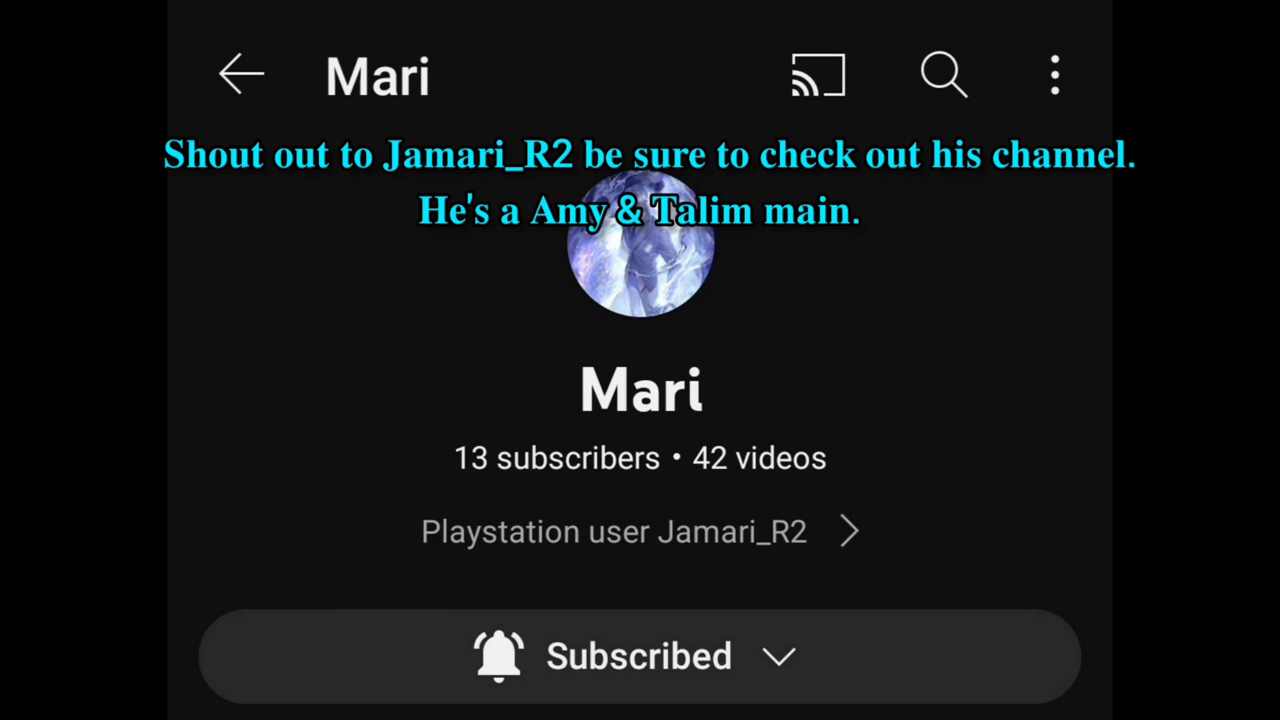 Mari
Shout out to Jamari_R2 be sure to check out his channel.
He's a Amy & Talim main.
Mari
13 subscribers • 42 videos
Playstation user Jamari_R2
Subscribed